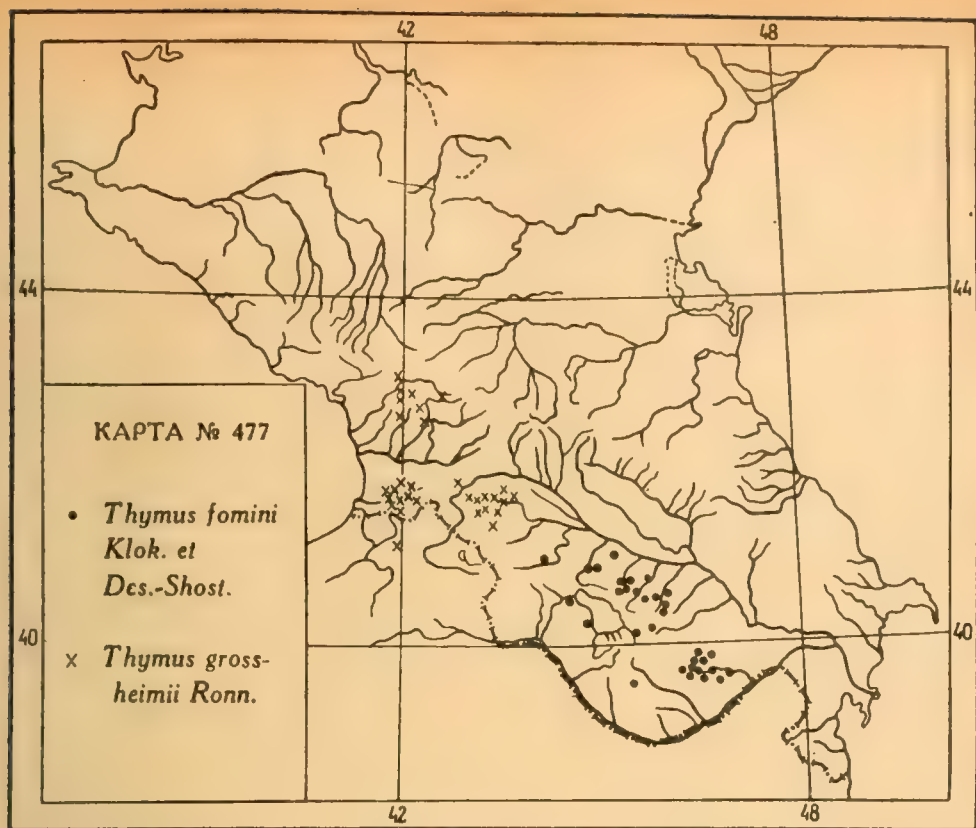 42 48
44 44
КАРТА № 477
Thymus fomini
Klok. et
Des.-Shost.
40 40
× Thymus gross-
heimii Ronn.
42 48